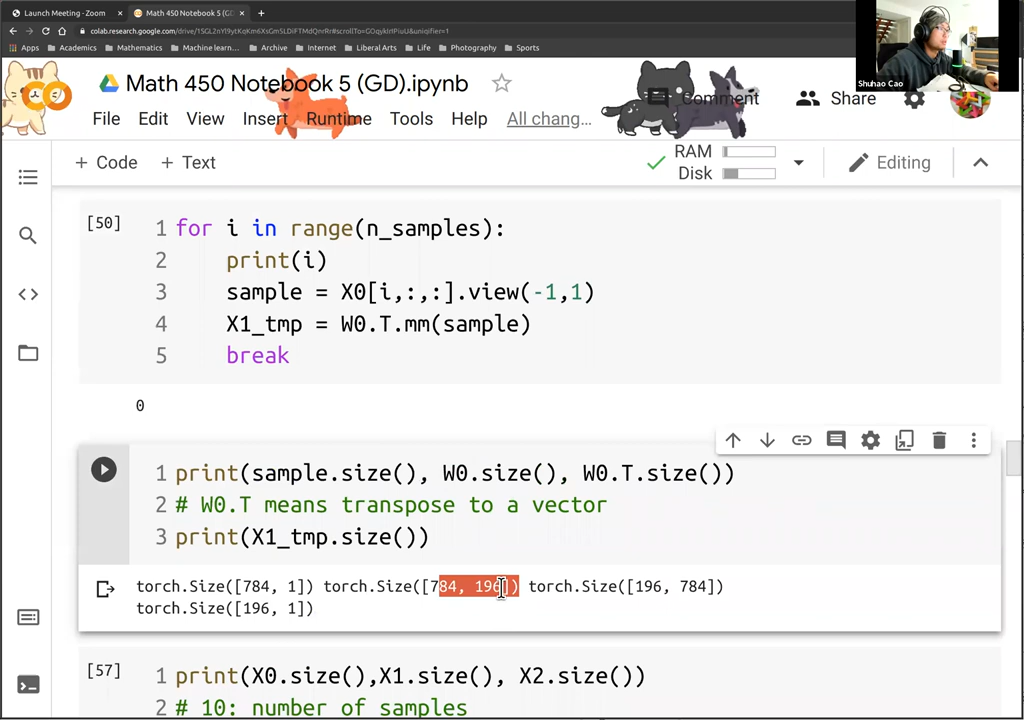 Launch Meeting - Zoom
Math 450 Notebook 5 (GD)
colab.research.google.com/drive/
Apps Academics Mathematics Machine learn... Archive Internet Liberal Arts Life Photography Sports
Shuhao Cao
Math 450 Notebook 5 (GD).ipynb
Comment Share
File Edit View Insert Runtime Tools Help All chang...
+ Code + Text
RAM
Disk
Editing
[50]
1 for i in range(n_samples):
2 print(i)
3 sample = X0[i,:,:].view(-1,1)
4 X1_tmp = W0.T.mm(sample)
5 break
0
1 print(sample.size(), W0.size(), W0.T.size())
2 # W0.T means transpose to a vector
3 print(X1_tmp.size())
torch.Size([784, 1]) torch.Size([784, 196]) torch.Size([196, 784])
torch.Size([196, 1])
[57]
1 print(X0.size(),X1.size(), X2.size())
2 # 10: number of samples